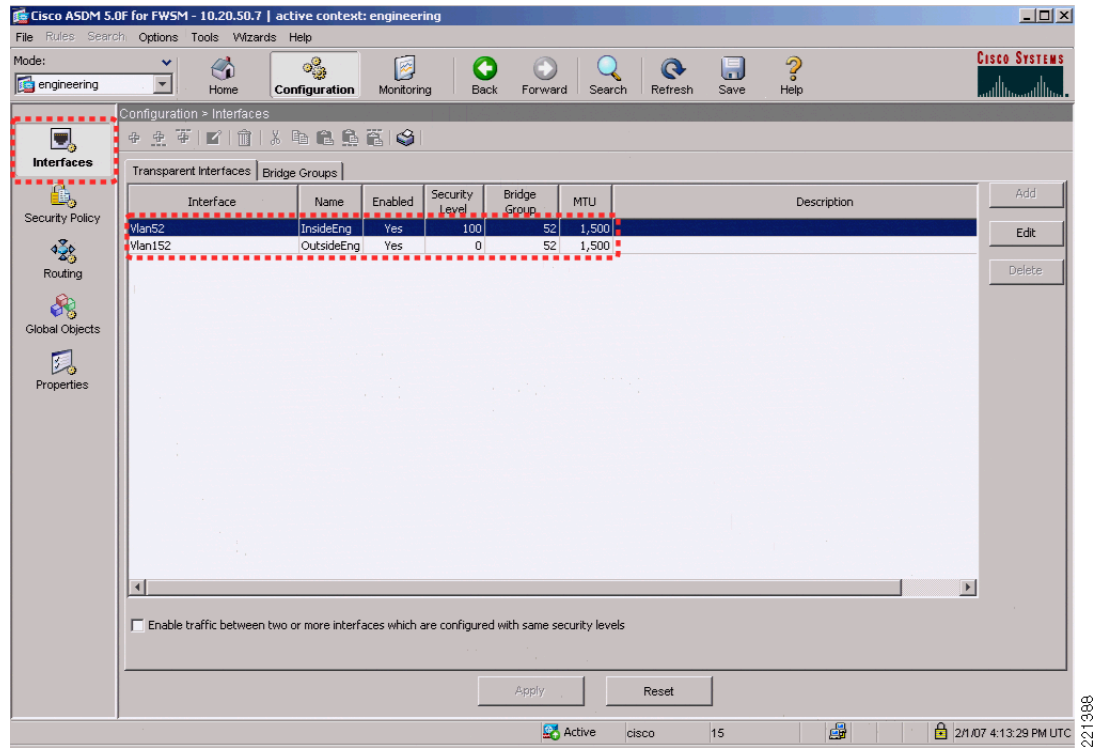 Cisco ASDM 5.0F for FWSM - 10.20.50.7 | active context: engineering
File Rules Search Options Tools Wizards Help
Mode:
engineering
Home Configuration Monitoring Back Forward Search Refresh Save Help
CISCO SYSTEMS
Configuration > Interfaces
Interfaces
Security Policy
Routing
Global Objects
Properties
Transparent Interfaces Bridge Groups
Interface Name Enabled Security Level Bridge Group MTU Description
Vlan52 InsideEng Yes 100 52 1,500
Vlan152 OutsideEng Yes 0 52 1,500
Add
Edit
Delete
Enable traffic between two or more interfaces which are configured with same security levels
Apply Reset
Active cisco 15 2/1/07 4:13:29 PM UTC
221388